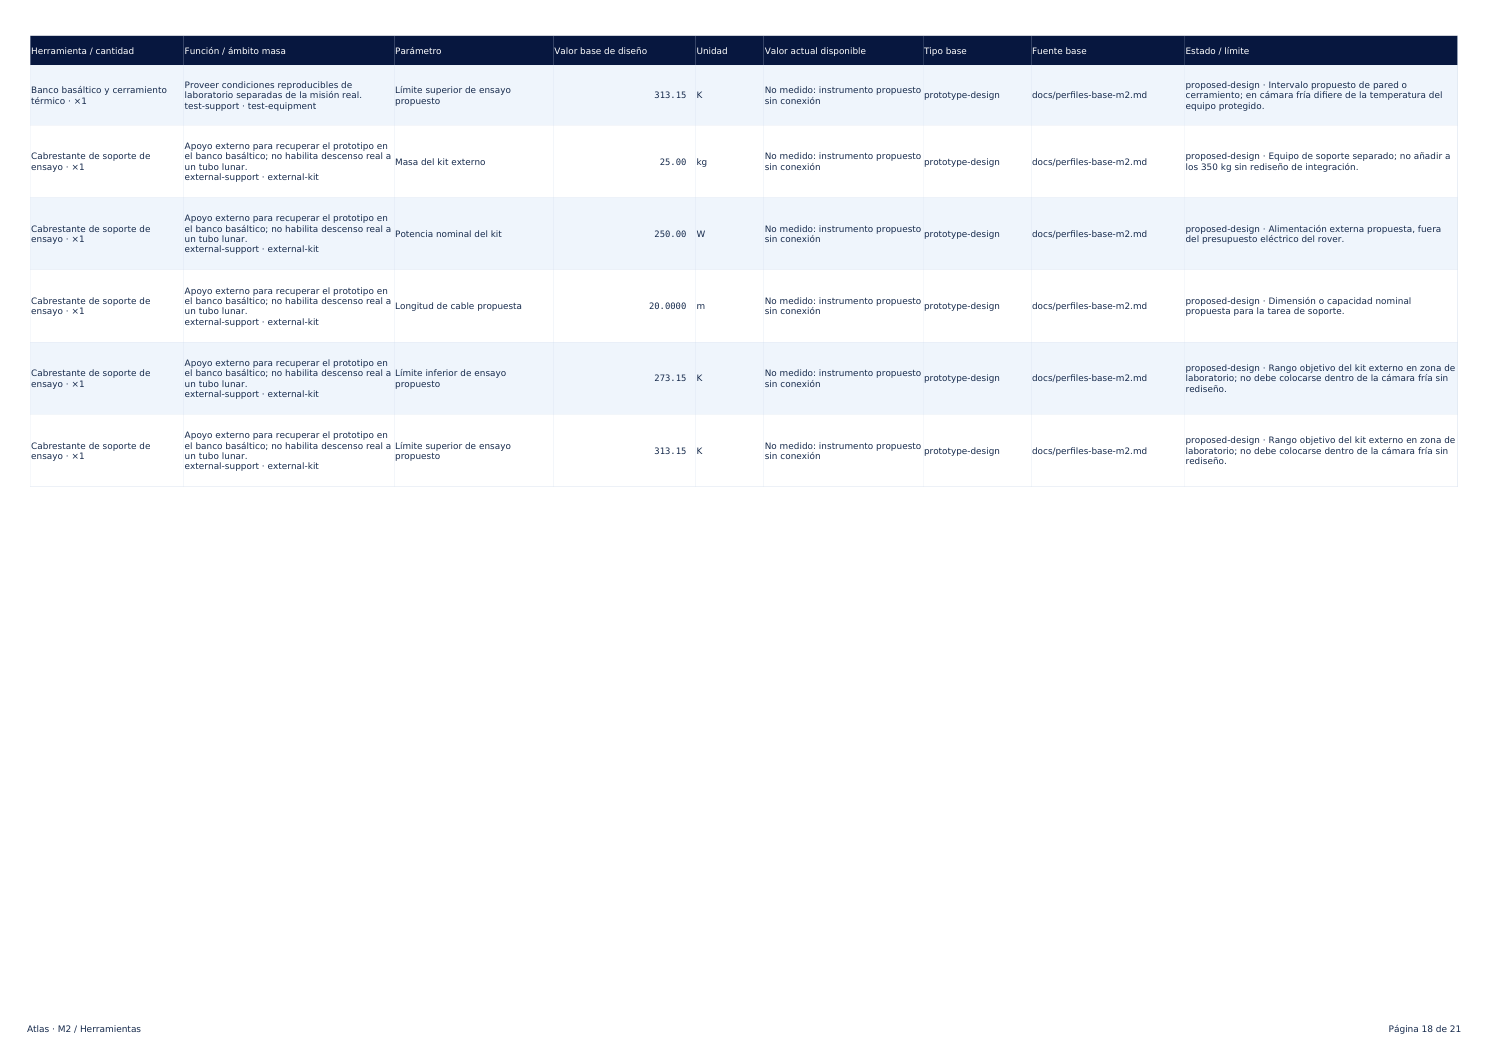 Herramienta / cantidad Función / ámbito masa Parámetro Valor base de diseño Unidad Valor actual disponible Tipo base Fuente base Estado / límite
Banco basáltico y cerramiento
térmico · ×1
Proveer condiciones reproducibles de
laboratorio separadas de la misión real.
test-support · test-equipment
Límite superior de ensayo
propuesto
313.15 K
No medido: instrumento propuesto
sin conexión
prototype-design
docs/perfiles-base-m2.md
proposed-design · Intervalo propuesto de pared o
cerramiento; en cámara fría difiere de la temperatura del
equipo protegido.
Cabrestante de soporte de
ensayo · ×1
Apoyo externo para recuperar el prototipo en
el banco basáltico; no habilita descenso real a
un tubo lunar.
external-support · external-kit
Masa del kit externo
25.00 kg
No medido: instrumento propuesto
sin conexión
prototype-design
docs/perfiles-base-m2.md
proposed-design · Equipo de soporte separado; no añadir a
los 350 kg sin rediseño de integración.
Cabrestante de soporte de
ensayo · ×1
Apoyo externo para recuperar el prototipo en
el banco basáltico; no habilita descenso real a
un tubo lunar.
external-support · external-kit
Potencia nominal del kit
250.00 W
No medido: instrumento propuesto
sin conexión
prototype-design
docs/perfiles-base-m2.md
proposed-design · Alimentación externa propuesta, fuera
del presupuesto eléctrico del rover.
Cabrestante de soporte de
ensayo · ×1
Apoyo externo para recuperar el prototipo en
el banco basáltico; no habilita descenso real a
un tubo lunar.
external-support · external-kit
Longitud de cable propuesta
20.0000 m
No medido: instrumento propuesto
sin conexión
prototype-design
docs/perfiles-base-m2.md
proposed-design · Dimensión o capacidad nominal
propuesta para la tarea de soporte.
Cabrestante de soporte de
ensayo · ×1
Apoyo externo para recuperar el prototipo en
el banco basáltico; no habilita descenso real a
un tubo lunar.
external-support · external-kit
Límite inferior de ensayo
propuesto
273.15 K
No medido: instrumento propuesto
sin conexión
prototype-design
docs/perfiles-base-m2.md
proposed-design · Rango objetivo del kit externo en zona de
laboratorio; no debe colocarse dentro de la cámara fría sin
rediseño.
Cabrestante de soporte de
ensayo · ×1
Apoyo externo para recuperar el prototipo en
el banco basáltico; no habilita descenso real a
un tubo lunar.
external-support · external-kit
Límite superior de ensayo
propuesto
313.15 K
No medido: instrumento propuesto
sin conexión
prototype-design
docs/perfiles-base-m2.md
proposed-design · Rango objetivo del kit externo en zona de
laboratorio; no debe colocarse dentro de la cámara fría sin
rediseño.
Atlas · M2 / Herramientas
Página 18 de 21